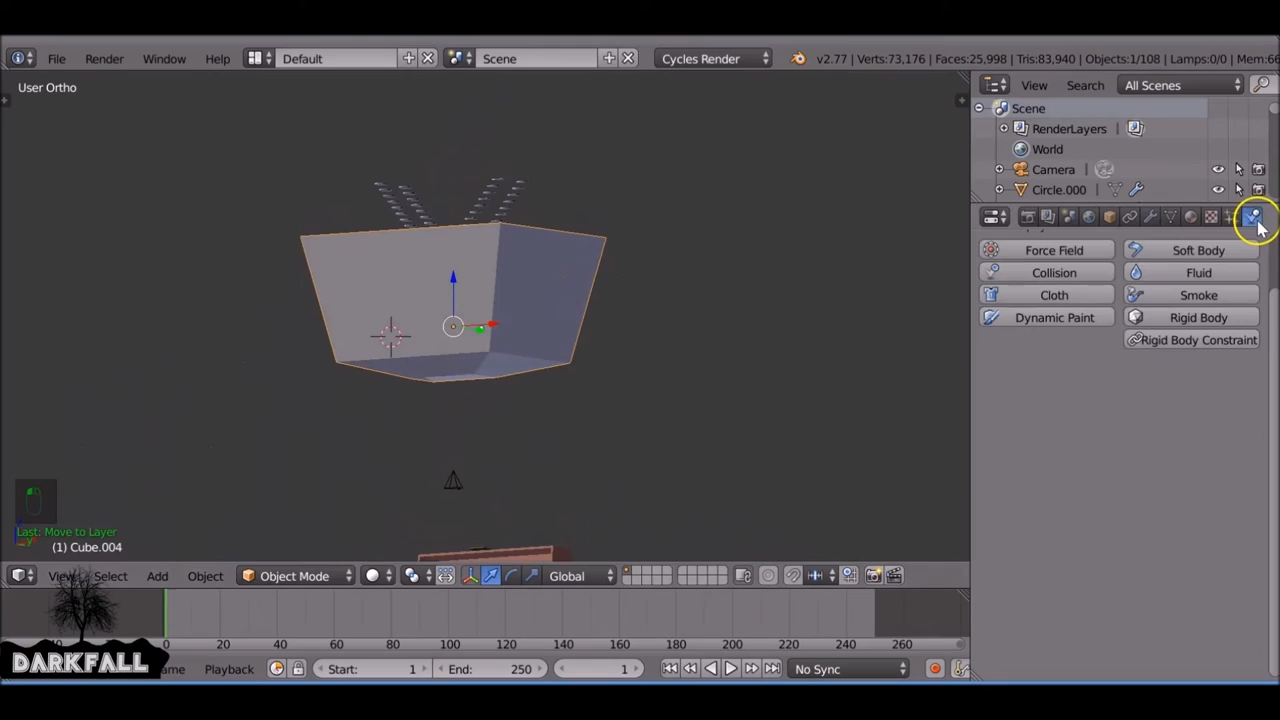 File Render Window Help Default Scene Cycles Render v2.77 | Verts:73,176 | Faces:25,998 | Tris:83,940 | Objects:1/108 | Lamps:0/0 | Mem:66
User Ortho
View Search All Scenes
Scene
RenderLayers
World
Camera
Circle.000
Force Field Soft Body
Collision Fluid
Cloth Smoke
Dynamic Paint Rigid Body
Rigid Body Constraint
Last: Move to Layer
(1) Cube.004
View Select Add Object Object Mode Global
0 20 40 60 80 100 120 140 160 180 200 220 240 260
DARKFALL
Playback Start: 1 End: 250 1 No Sync